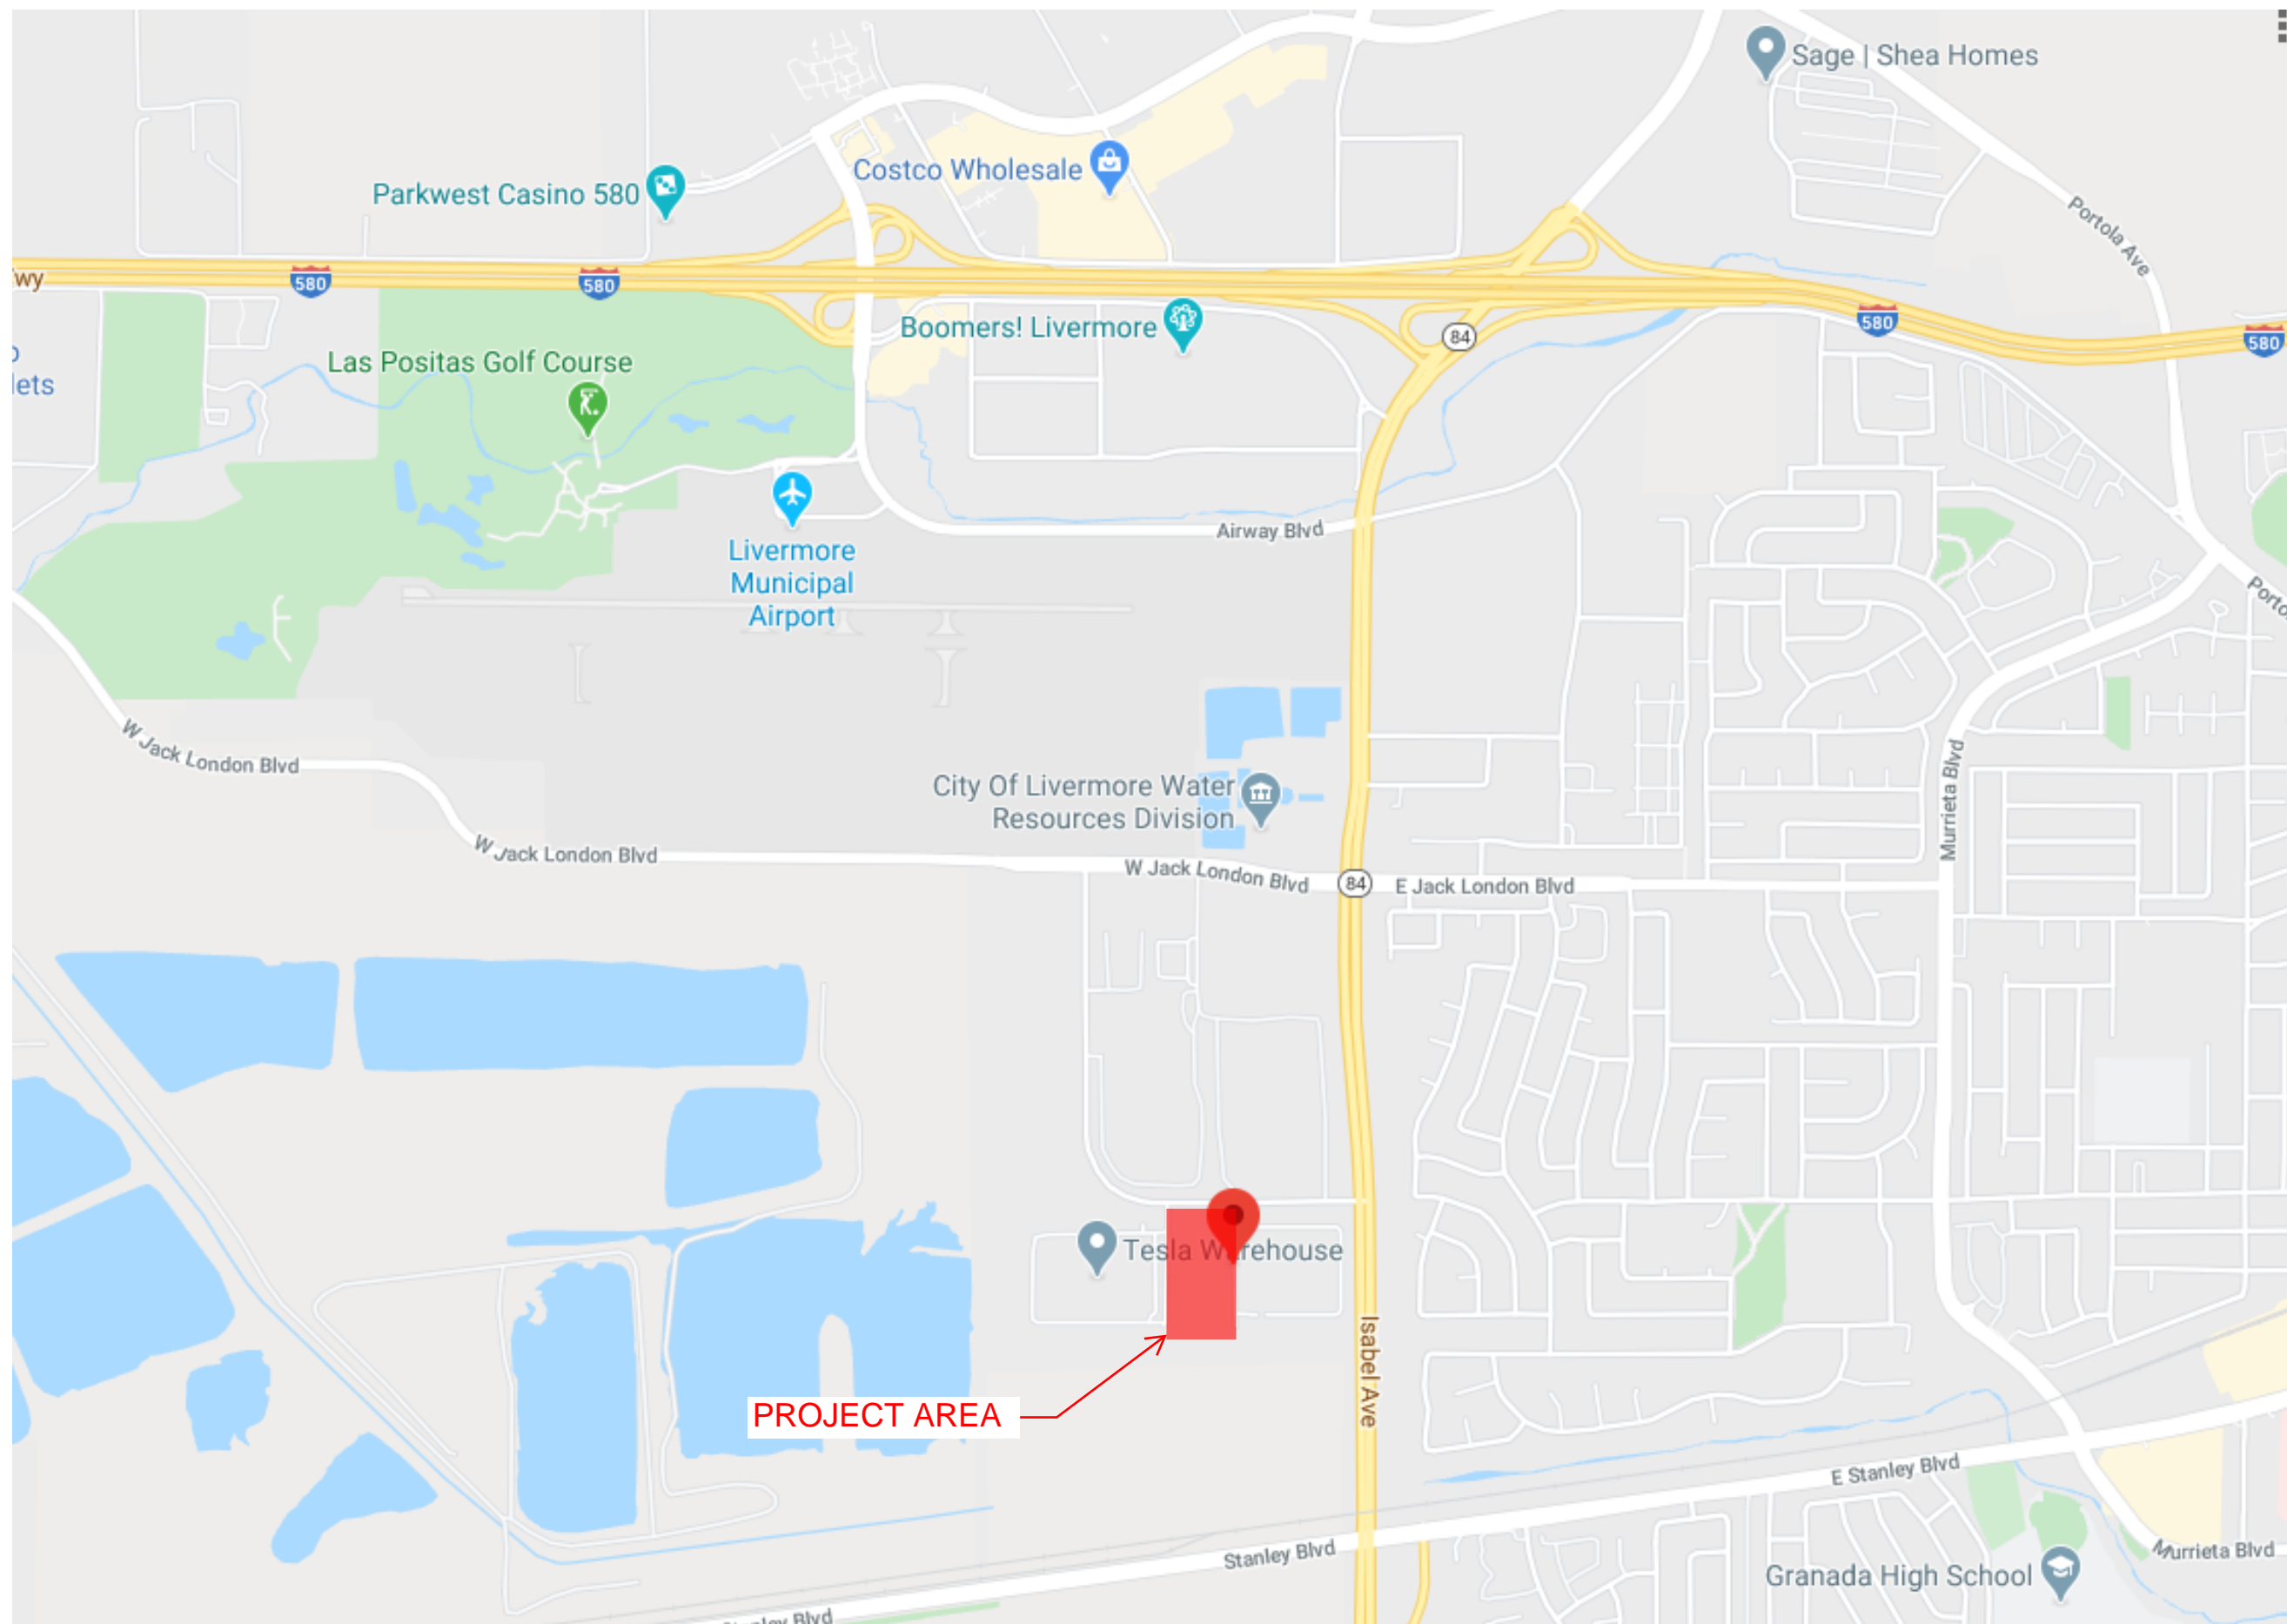 Sage | Shea Homes
Costco Wholesale
Parkwest Casino 580
Portola Ave
wy
580
580
580
580
Boomers! Livermore
84
Las Positas Golf Course
lets
Airway Blvd
Livermore
Municipal
Airport
W Jack London Blvd
Murrieta Blvd
City Of Livermore Water
Resources Division
W Jack London Blvd
W Jack London Blvd
84
E Jack London Blvd
Tesla Warehouse
Isabel Ave
PROJECT AREA
E Stanley Blvd
Stanley Blvd
Murrieta Blvd
Granada High School